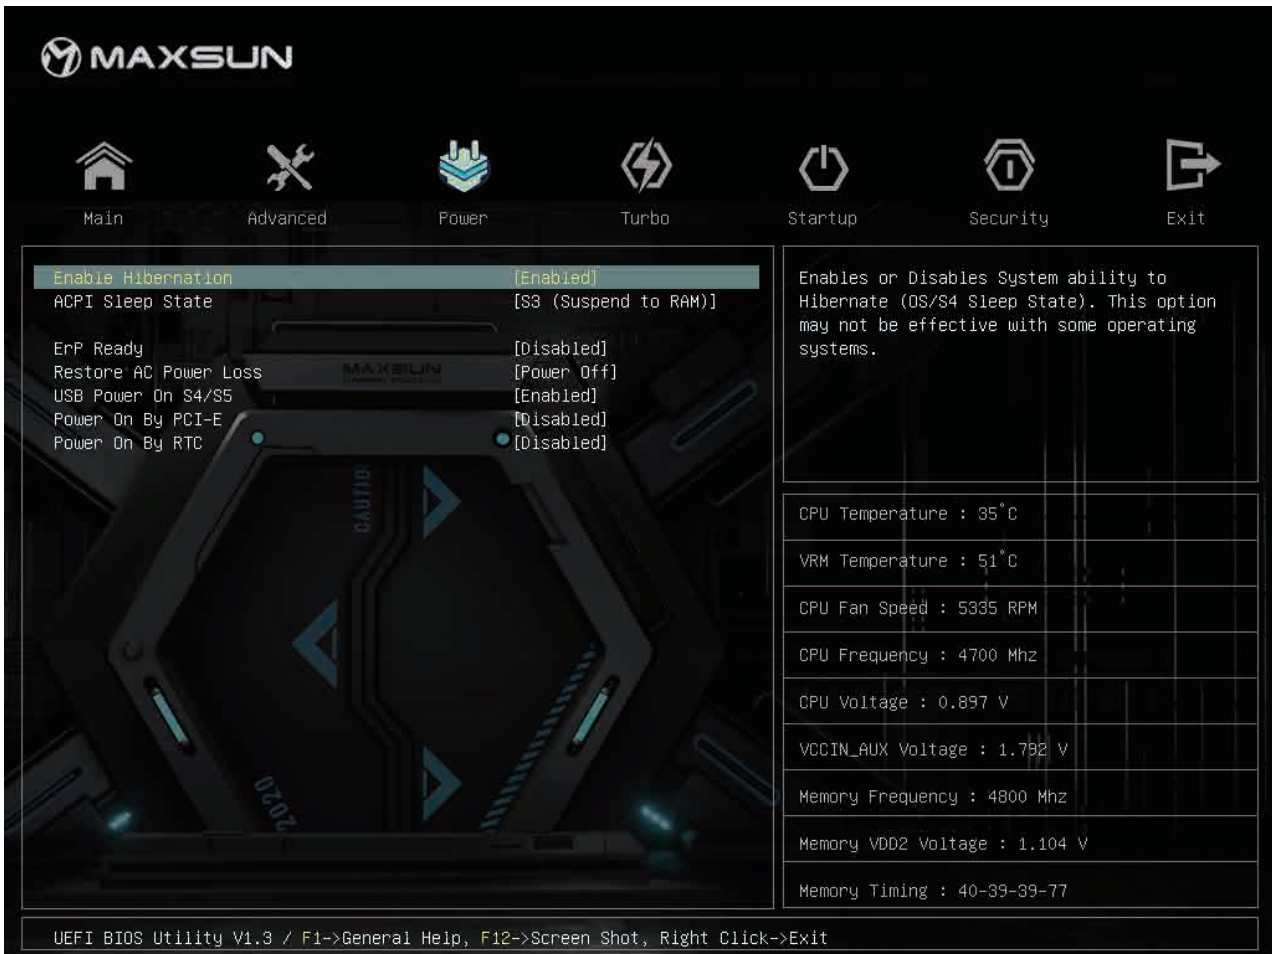 MAXSUN
Main Advanced Power Turbo Startup Security Exit
Enable Hibernation [Enabled]
ACPI Sleep State [S3 (Suspend to RAM)]
ErP Ready [Disabled]
Restore AC Power Loss [Power Off]
USB Power On S4/S5 [Enabled]
Power On By PCI-E [Disabled]
Power On By RTC [Disabled]
MAXSUN
CAUTION
2020
Enables or Disables System ability to
Hibernate (OS/S4 Sleep State). This option
may not be effective with some operating
systems.
CPU Temperature : 35°C
VRM Temperature : 51°C
CPU Fan Speed : 5335 RPM
CPU Frequency : 4700 Mhz
CPU Voltage : 0.897 V
VCCIN_AUX Voltage : 1.792 V
Memory Frequency : 4800 Mhz
Memory VDD2 Voltage : 1.104 V
Memory Timing : 40-39-39-77
UEFI BIOS Utility V1.3 / F1->General Help, F12->Screen Shot, Right Click->Exit